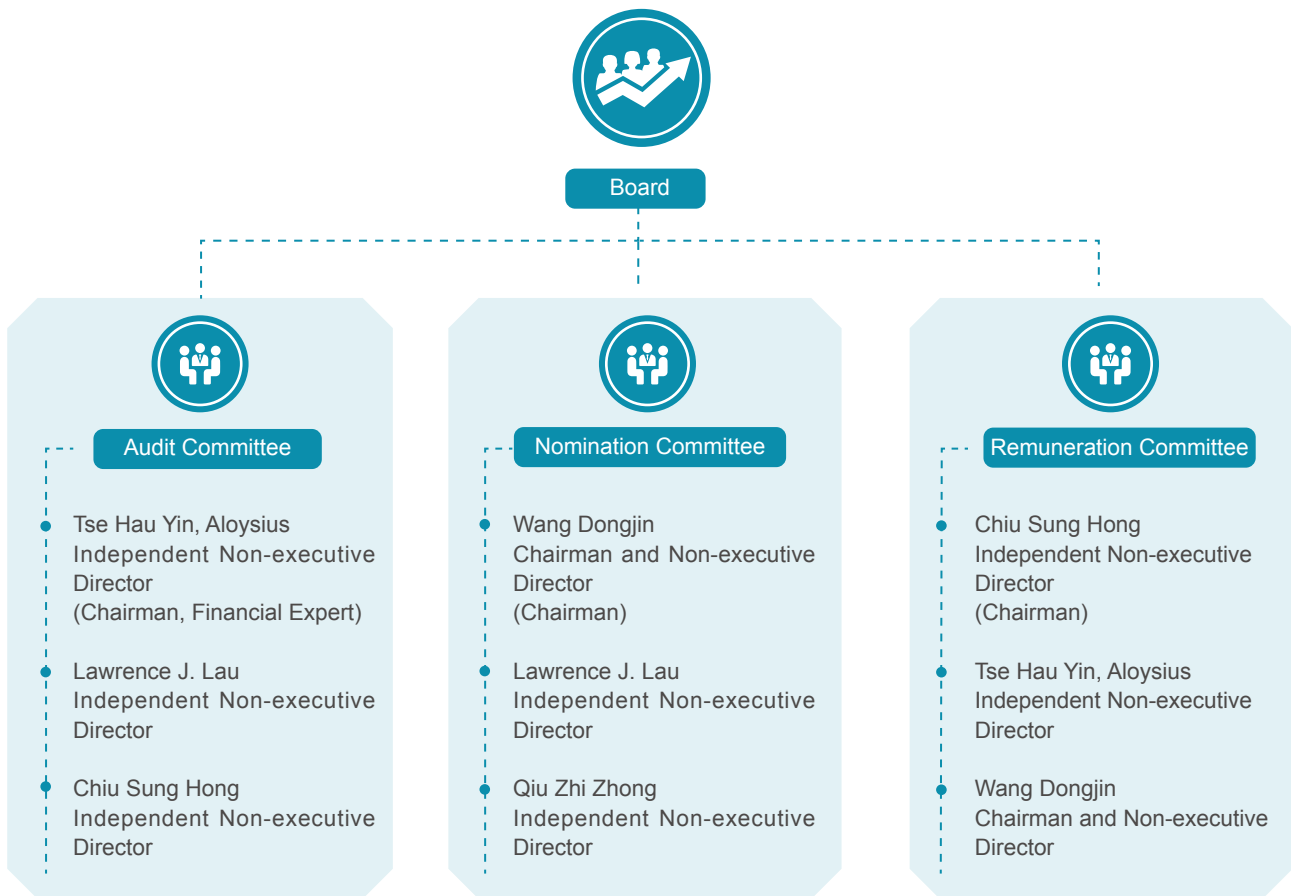 Board
Audit Committee
Tse Hau Yin, Aloysius
Independent Non-executive
Director
(Chairman, Financial Expert)
Lawrence J. Lau
Independent Non-executive
Director
Chiu Sung Hong
Independent Non-executive
Director
Nomination Committee
Wang Dongjin
Chairman and Non-executive
Director
(Chairman)
Lawrence J. Lau
Independent Non-executive
Director
Qiu Zhi Zhong
Independent Non-executive
Director
Remuneration Committee
Chiu Sung Hong
Independent Non-executive
Director
(Chairman)
Tse Hau Yin, Aloysius
Independent Non-executive
Director
Wang Dongjin
Chairman and Non-executive
Director